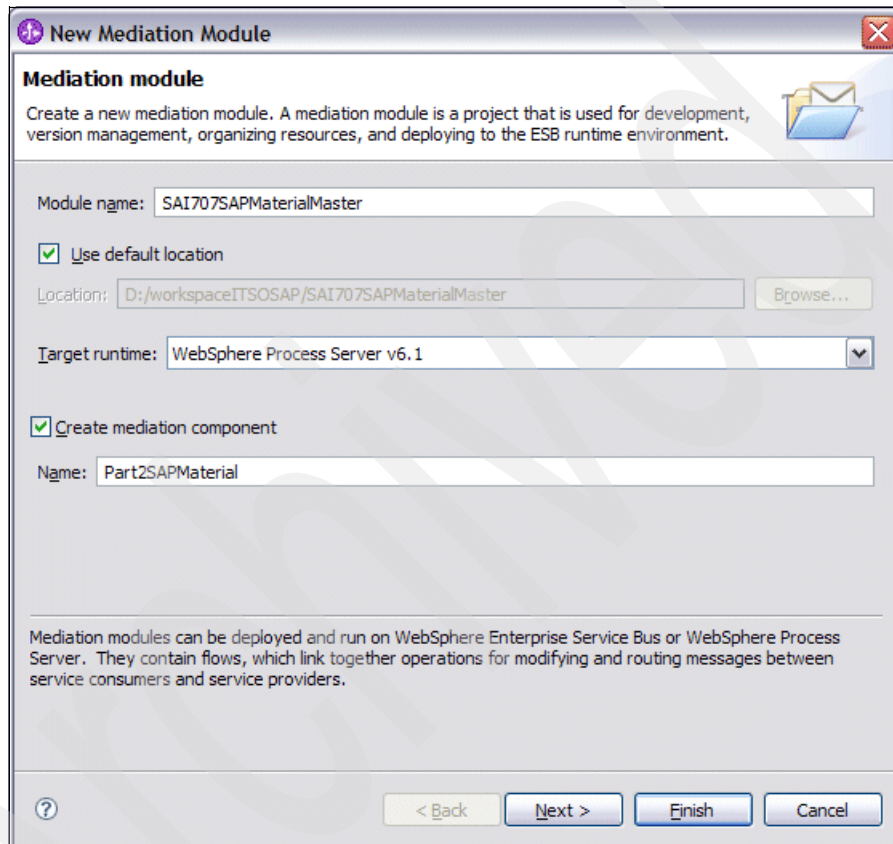 New Mediation Module
Mediation module
Create a new mediation module. A mediation module is a project that is used for development,
version management, organizing resources, and deploying to the ESB runtime environment.
Module name: SAI707SAPMaterialMaster
Use default location
Location: D:/workspaceITSOSAP/SAI707SAPMaterialMaster Browse...
Target runtime: WebSphere Process Server v6.1
Create mediation component
Name: Part2SAPMaterial
Mediation modules can be deployed and run on WebSphere Enterprise Service Bus or WebSphere Process
Server. They contain flows, which link together operations for modifying and routing messages between
service consumers and service providers.
? < Back Next > Finish Cancel